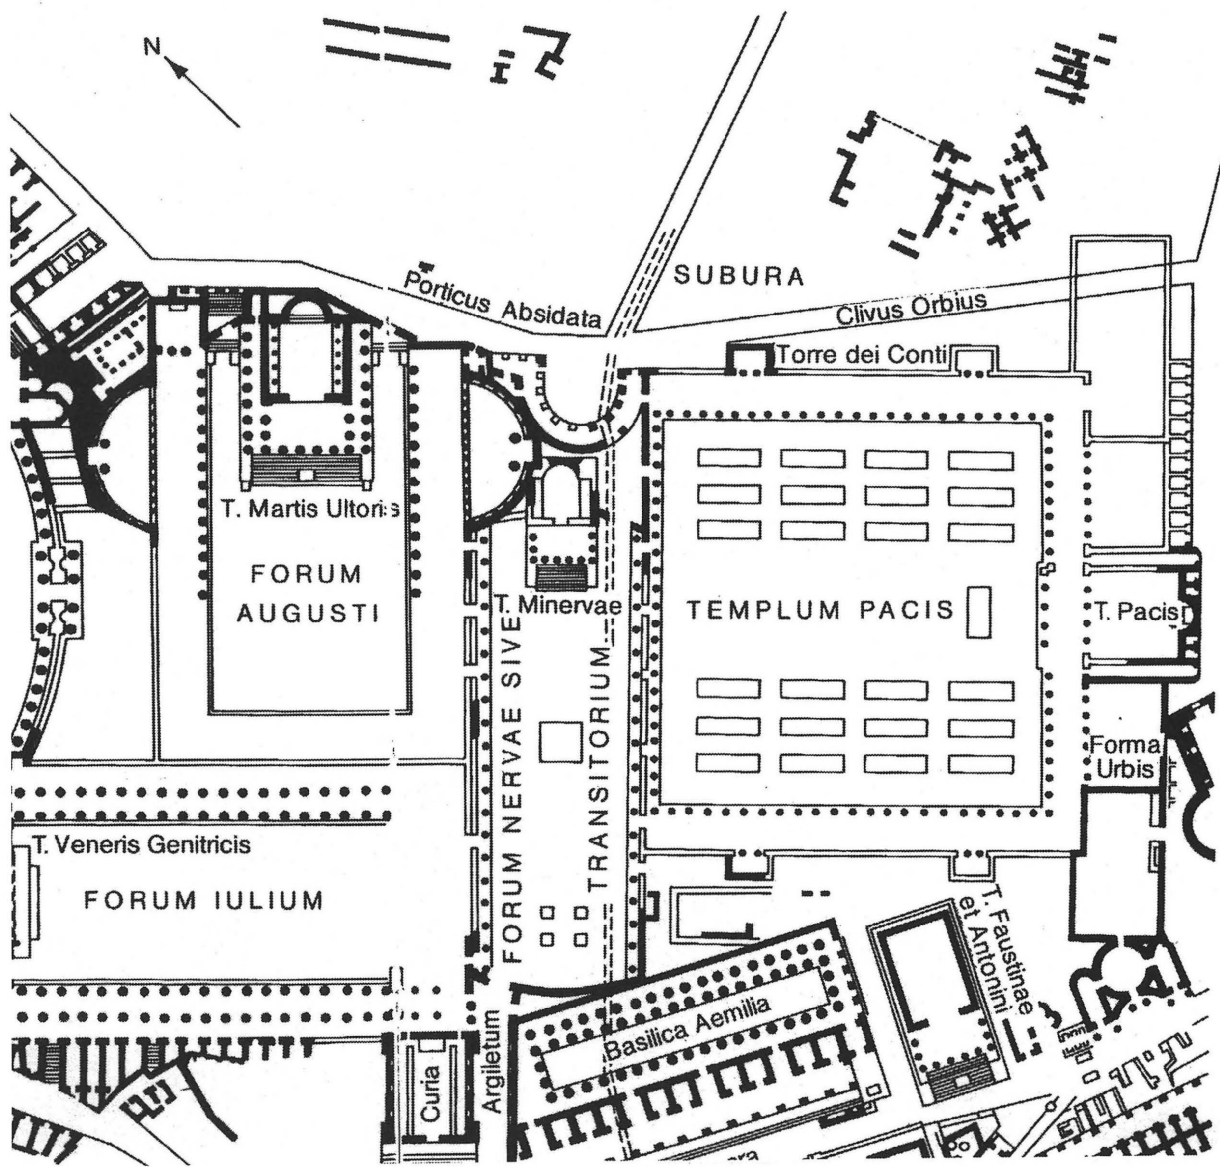 N
SUBURA
Porticus Absidata
Clivus Orbius
Torre dei Conti
T. Martis Ultoris
FORUM
AUGUSTI
T. Minervae
TEMPLUM PACIS
T. Pacis
FORUM NERVAE SIVE
TRANSITORIUM
Forma
Urbis
T. Veneris Genitricis
FORUM IULIUM
T. Faustinae
et Antonini
Basilica Aemilia
Argiletum
Curia